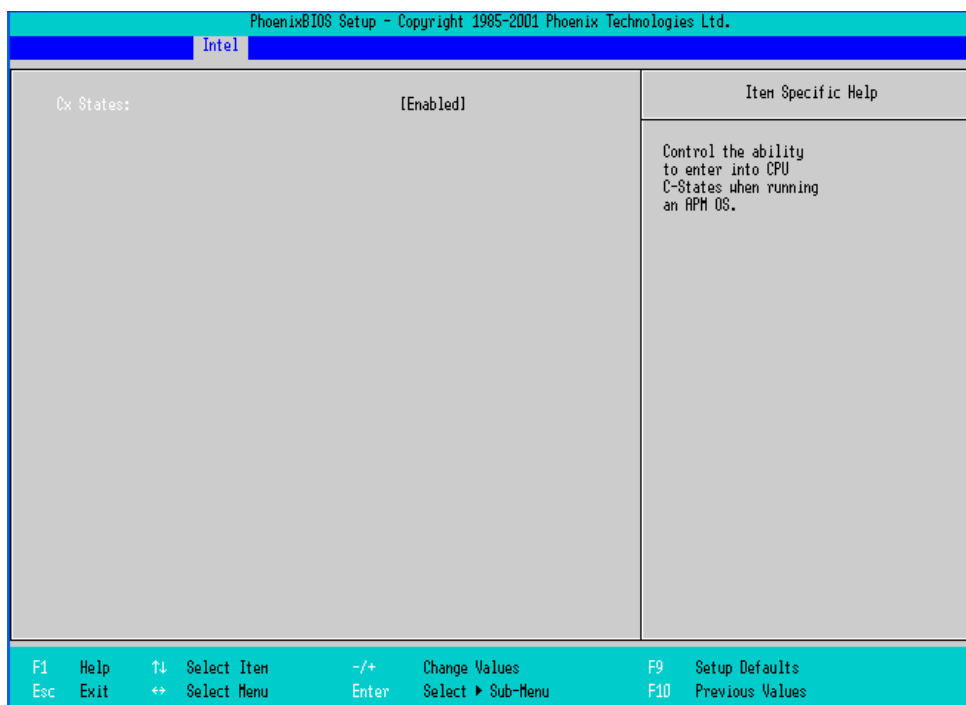 PhoenixBIOS Setup - Copyright 1985-2001 Phoenix Technologies Ltd.
Intel
Cx States: [Enabled]
Item Specific Help
Control the ability
to enter into CPU
C-States when running
an APM OS.
F1 Help ↑↓ Select Item -/+ Change Values F9 Setup Defaults
Esc Exit ↔ Select Menu Enter Select ▶ Sub-Menu F10 Previous Values